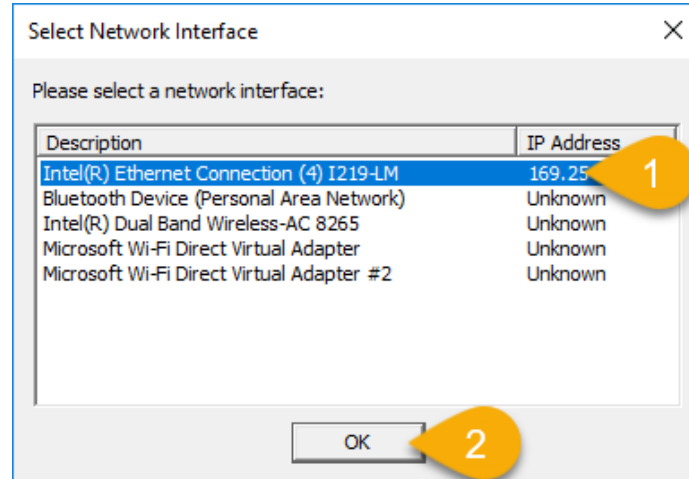 Select Network Interface
Please select a network interface:
Description IP Address
Intel(R) Ethernet Connection (4) I219-LM 169.25
1
Bluetooth Device (Personal Area Network) Unknown
Intel(R) Dual Band Wireless-AC 8265 Unknown
Microsoft Wi-Fi Direct Virtual Adapter Unknown
Microsoft Wi-Fi Direct Virtual Adapter #2 Unknown
OK
2